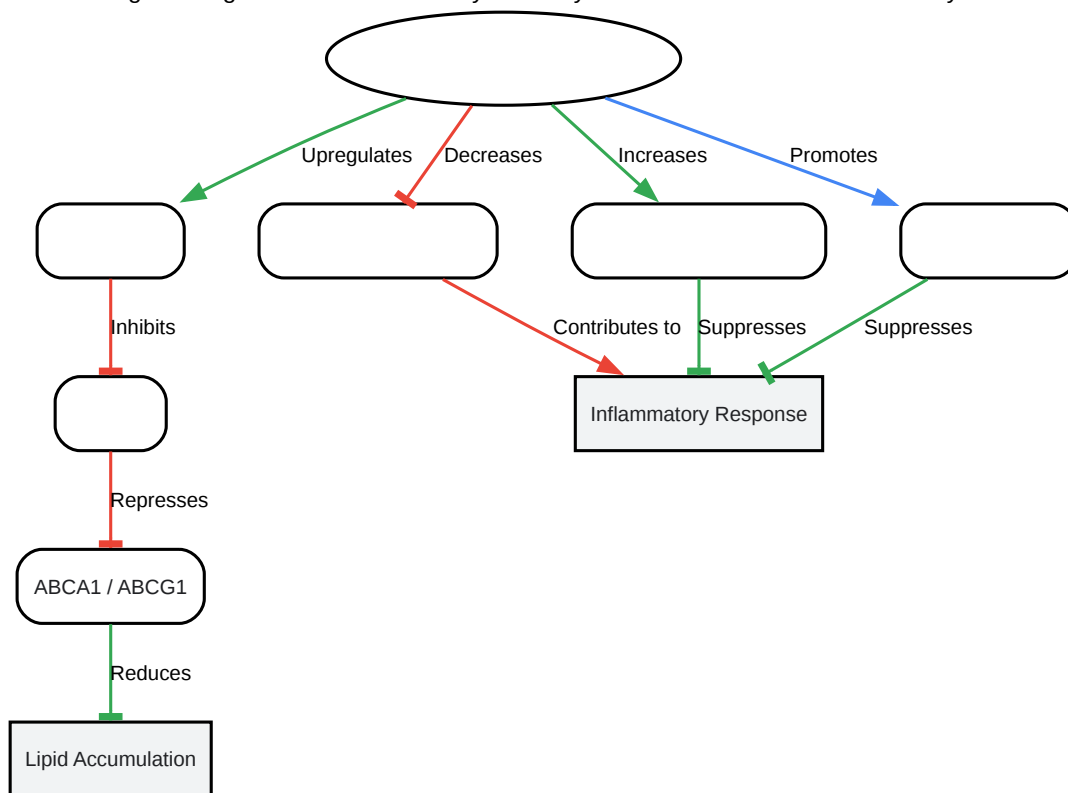 Upregulates
Decreases
Increases
Promotes
Inhibits
Contributes to
Suppresses
Suppresses
Inflammatory Response
Represses
ABCA1 / ABCG1
Reduces
Lipid Accumulation